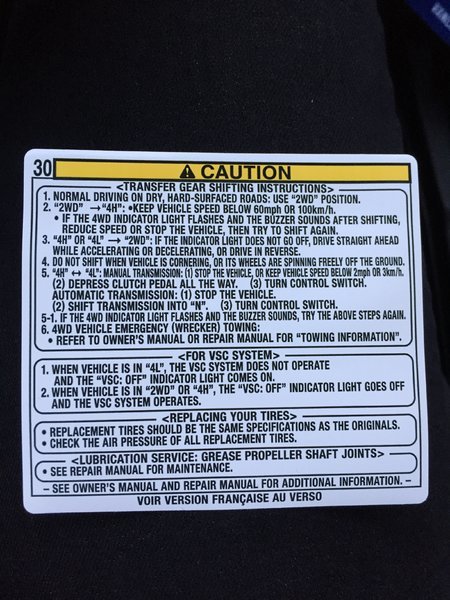 30 ⚠ CAUTION
<TRANSFER GEAR SHIFTING INSTRUCTIONS>
1. NORMAL DRIVING ON DRY, HARD-SURFACED ROADS: USE "2WD" POSITION.
2. "2WD" → "4H": •KEEP VEHICLE SPEED BELOW 60mph OR 100km/h.
• IF THE 4WD INDICATOR LIGHT FLASHES AND THE BUZZER SOUNDS AFTER SHIFTING,
REDUCE SPEED OR STOP THE VEHICLE, THEN TRY TO SHIFT AGAIN.
3. "4H" OR "4L" → "2WD": IF THE INDICATOR LIGHT DOES NOT GO OFF, DRIVE STRAIGHT AHEAD
WHILE ACCELERATING OR DECELERATING, OR DRIVE IN REVERSE.
4. DO NOT SHIFT WHEN VEHICLE IS CORNERING, OR ITS WHEELS ARE SPINNING FREELY OFF THE GROUND.
5. "4H" ↔ "4L": MANUAL TRANSMISSION: (1) STOP THE VEHICLE, OR KEEP VEHICLE SPEED BELOW 2mph OR 3km/h.
(2) DEPRESS CLUTCH PEDAL ALL THE WAY. (3) TURN CONTROL SWITCH.
AUTOMATIC TRANSMISSION: (1) STOP THE VEHICLE.
(2) SHIFT TRANSMISSION INTO "N". (3) TURN CONTROL SWITCH.
5-1. IF THE 4WD INDICATOR LIGHT FLASHES AND THE BUZZER SOUNDS, TRY THE ABOVE STEPS AGAIN.
6. 4WD VEHICLE EMERGENCY (WRECKER) TOWING:
• REFER TO OWNER'S MANUAL OR REPAIR MANUAL FOR "TOWING INFORMATION".
<FOR VSC SYSTEM>
1. WHEN VEHICLE IS IN "4L", THE VSC SYSTEM DOES NOT OPERATE
AND THE "VSC: OFF" INDICATOR LIGHT COMES ON.
2. WHEN VEHICLE IS IN "2WD" OR "4H", THE "VSC: OFF" INDICATOR LIGHT GOES OFF
AND THE VSC SYSTEM OPERATES.
<REPLACING YOUR TIRES>
• REPLACEMENT TIRES SHOULD BE THE SAME SPECIFICATIONS AS THE ORIGINALS.
• CHECK THE AIR PRESSURE OF ALL REPLACEMENT TIRES.
<LUBRICATION SERVICE: GREASE PROPELLER SHAFT JOINTS>
• SEE REPAIR MANUAL FOR MAINTENANCE.
– SEE OWNER'S MANUAL AND REPAIR MANUAL FOR ADDITIONAL INFORMATION. –
VOIR VERSION FRANÇAISE AU VERSO